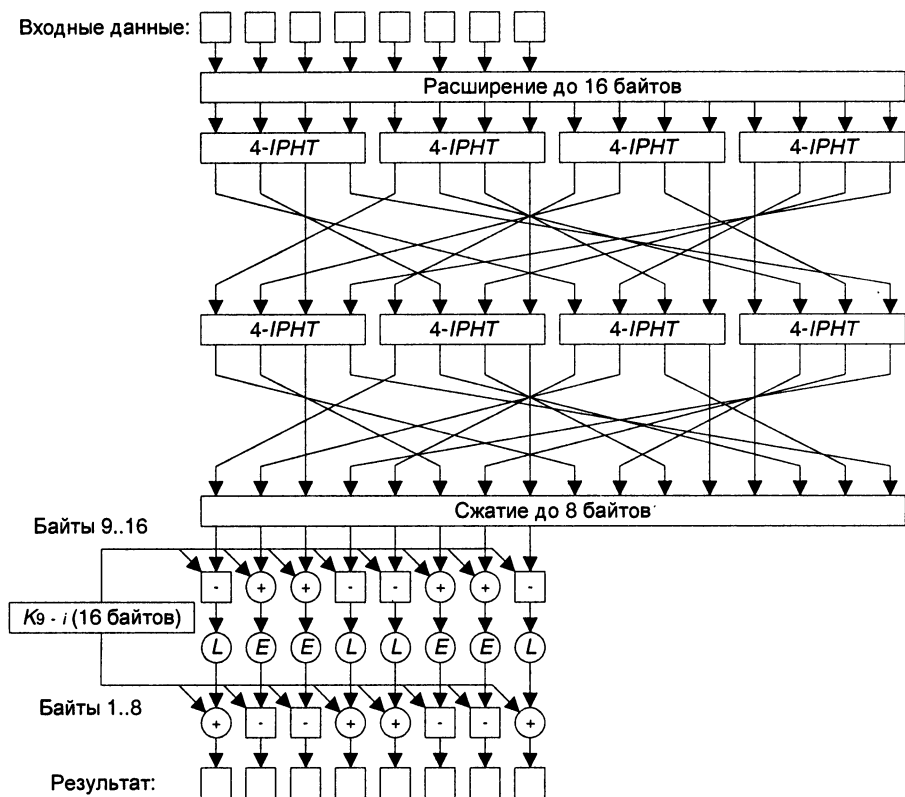 Входные данные:
Расширение до 16 байтов
4-IPHT 4-IPHT 4-IPHT 4-IPHT
4-IPHT 4-IPHT 4-IPHT 4-IPHT
Сжатие до 8 байтов
Байты 9..16
- + + - - + + -
K9 - i (16 байтов)
L E E L L E E L
Байты 1..8
+ - - + + - - +
Результат: